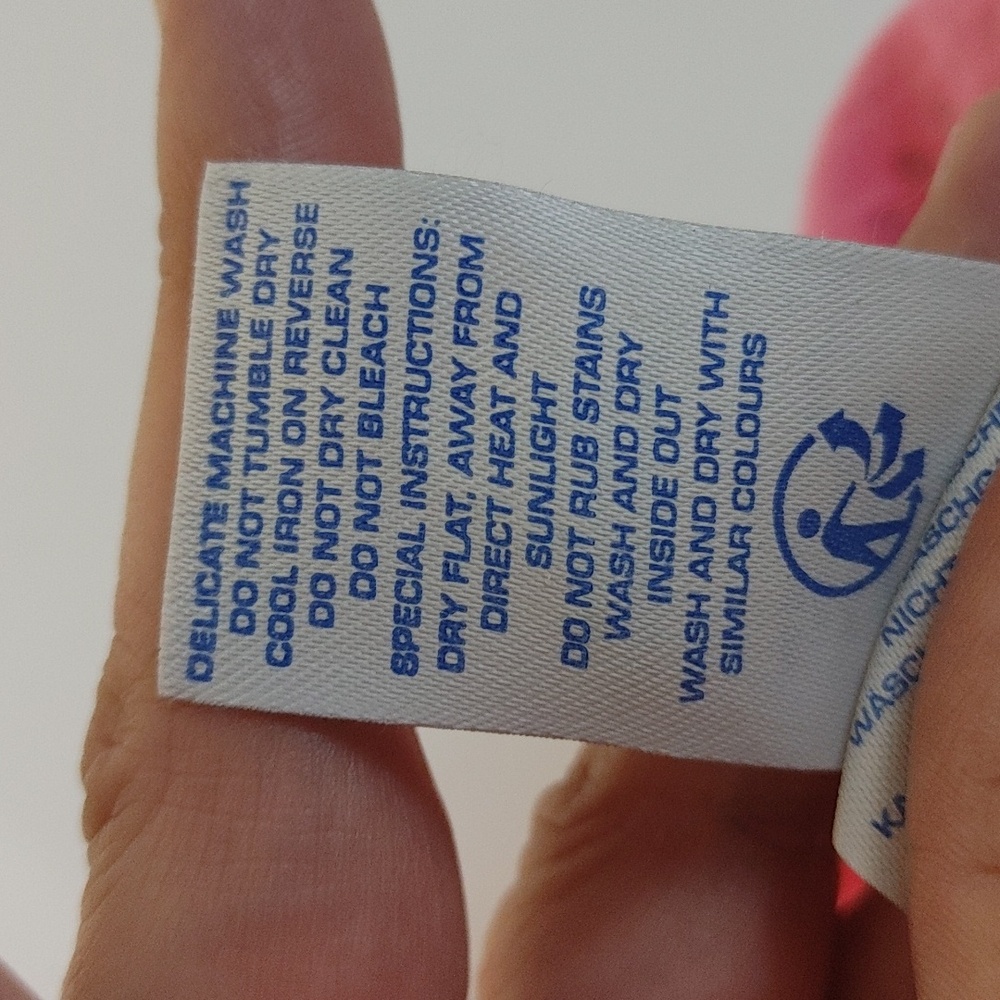 DELICATE MACHINE WASH
DO NOT TUMBLE DRY
COOL IRON ON REVERSE
DO NOT DRY CLEAN
DO NOT BLEACH
SPECIAL INSTRUCTIONS:
DRY FLAT, AWAY FROM
DIRECT HEAT AND
SUNLIGHT
DO NOT RUB STAINS
WASH AND DRY
INSIDE OUT
WASH AND DRY WITH
SIMILAR COLOURS